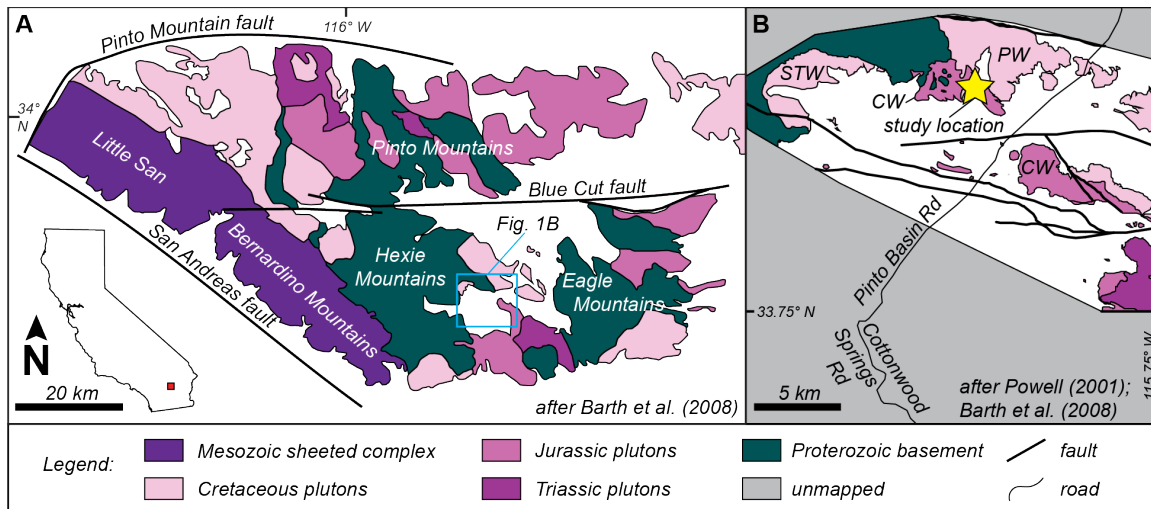 A
Pinto Mountain fault
116° W
34°
N
Little San
Bernardino Mountains
San Andreas fault
Pinto Mountains
Blue Cut fault
Fig. 1B
Hexie
Mountains
Eagle
Mountains
N
20 km
after Barth et al. (2008)
B
STW
PW
CW
study location
CW
Pinto Basin Rd
33.75° N
Cottonwood
Springs
Rd
115.75° W
5 km
after Powell (2001);
Barth et al. (2008)
Legend:
Mesozoic sheeted complex
Jurassic plutons
Proterozoic basement
fault
Cretaceous plutons
Triassic plutons
unmapped
road